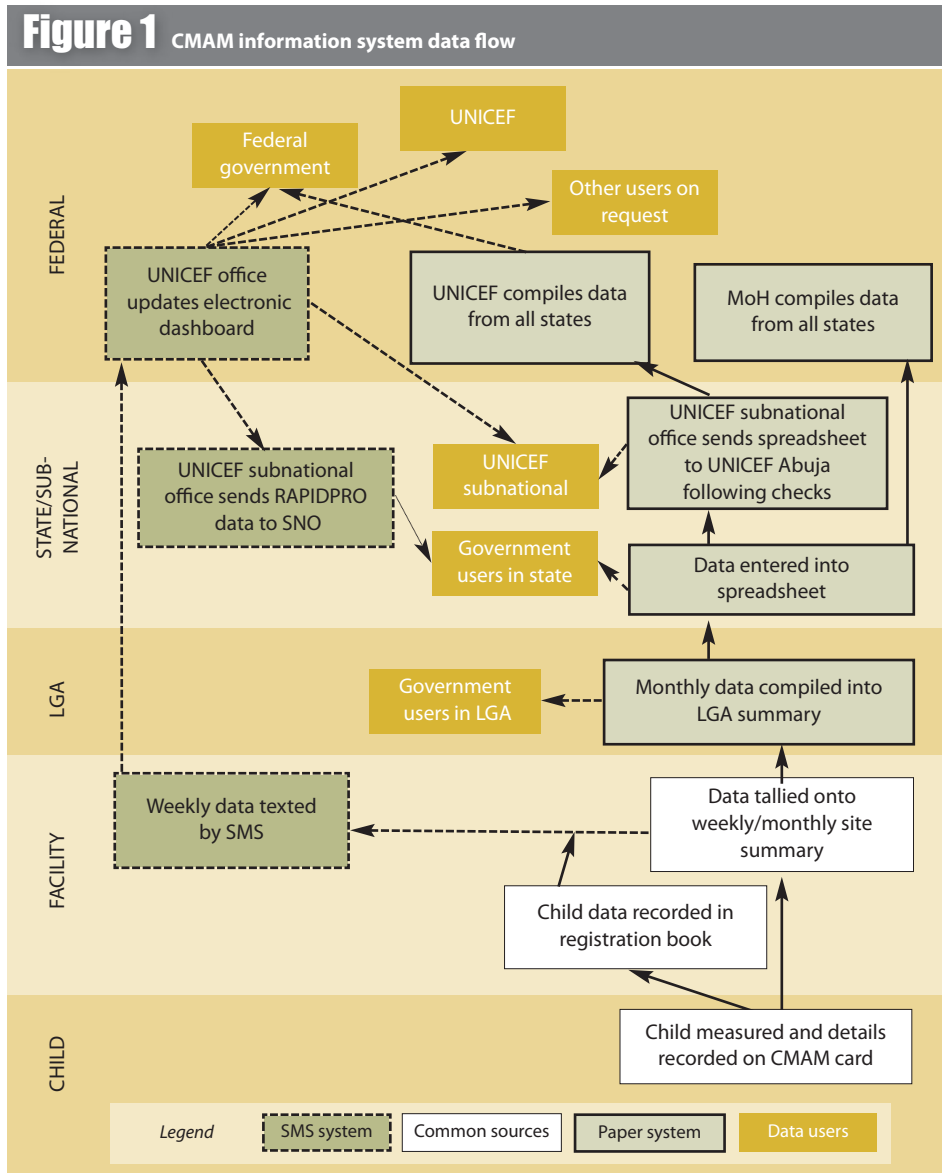 Figure 1 CMAM information system data flow
FEDERAL
UNICEF
Federal
government
Other users on
request
UNICEF office
updates electronic
dashboard
UNICEF compiles data
from all states
MoH compiles data
from all states
STATE/SUB-
NATIONAL
UNICEF subnational
office sends RAPIDPRO
data to SNO
UNICEF
subnational
UNICEF subnational
office sends spreadsheet
to UNICEF Abuja
following checks
Government
users in state
Data entered into
spreadsheet
LGA
Government
users in LGA
Monthly data compiled into
LGA summary
FACILITY
Weekly data texted
by SMS
Data tallied onto
weekly/monthly site
summary
Child data recorded in
registration book
CHILD
Child measured and details
recorded on CMAM card
Legend
SMS system
Common sources
Paper system
Data users